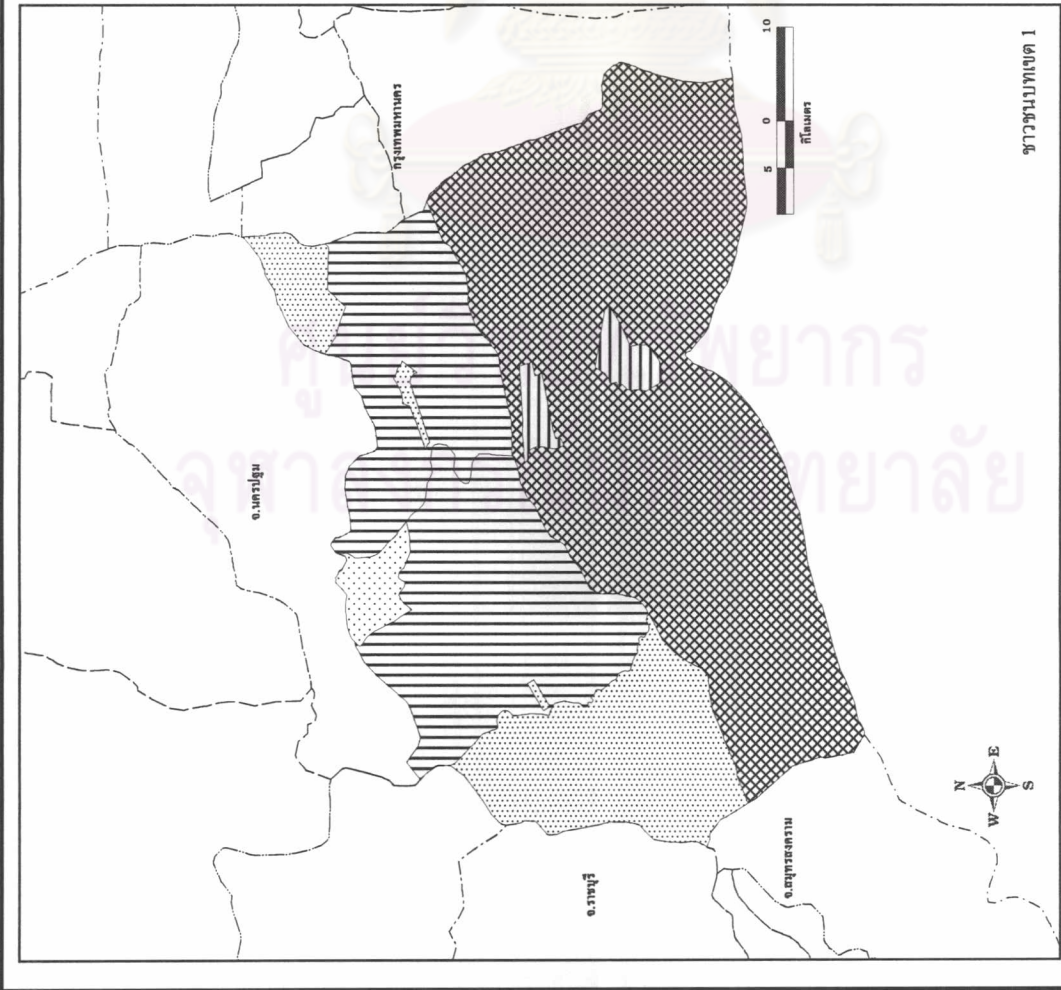 กรุงเทพมหานคร
จ.นครปฐม
จ.ราชบุรี
จ.สมุทรสงคราม
5 0 10
กิโลเมตร
N
W E
S
ชาวชนบทเขต 1
ศูนย์วิทยทรัพยากร
จุฬาลงกรณ์มหาวิทยาลัย